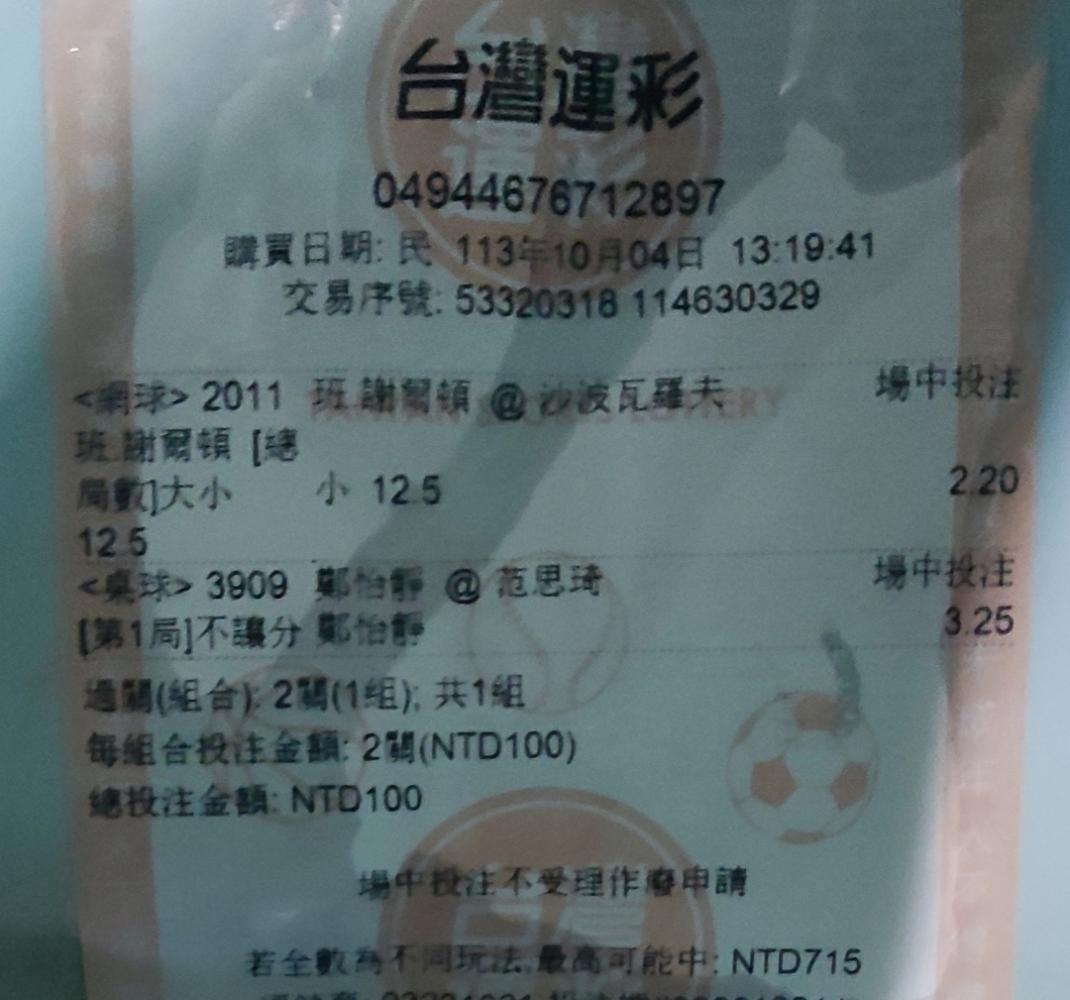 台灣運彩
04944676712897
購買日期: 民 113年10月04日 13:19:41
交易序號: 53320318 114630329
<網球> 2011 班.謝爾頓 @ 沙波瓦羅夫 場中投注
班.謝爾頓 [總
局數]大小 小 12.5 2.20
12.5
<桌球> 3909 鄭怡靜 @ 范思琦 場中投注
[第1局]不讓分 鄭怡靜 3.25
過關(組合): 2關(1組); 共1組
每組合投注金額: 2關(NTD100)
總投注金額: NTD100
場中投注不受理作廢申請
若全數為不同玩法,最高可能中: NTD715